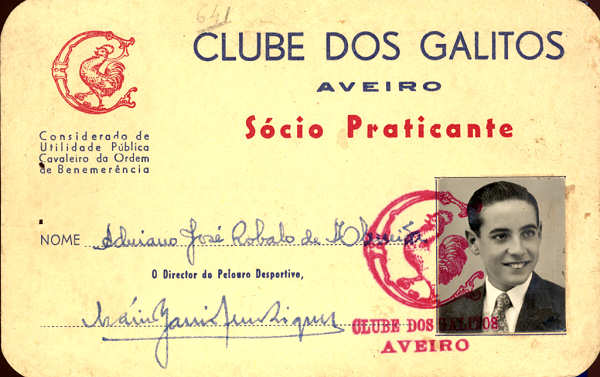 641
CLUBE DOS GALITOS
AVEIRO
Sócio Praticante
Considerado de
Utilidade Pública
Cavaleiro da Ordem
de Benemerência
NOME Adriano José Robalo de Almeida
O Director do Pelouro Desportivo,
CLUBE DOS GALITOS
AVEIRO